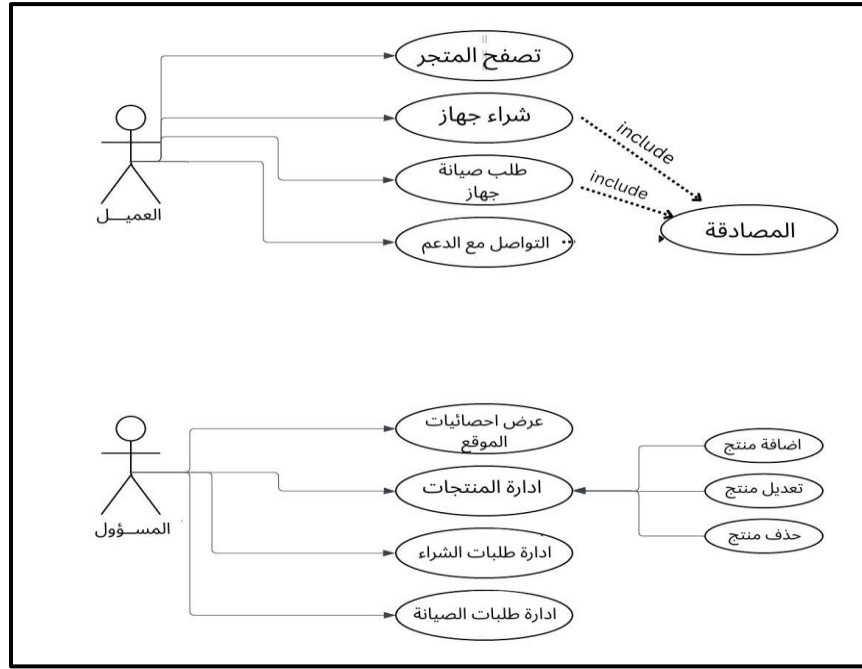 تصفح المتجر
شراء جهاز
include
طلب صيانة
جهاز
include
العميــل
المصادقة
التواصل مع الدعم
عرض احصائيات
الموقع
اضافة منتج
ادارة المنتجات
تعديل منتج
المســؤول
حذف منتج
ادارة طلبات الشراء
ادارة طلبات الصيانة